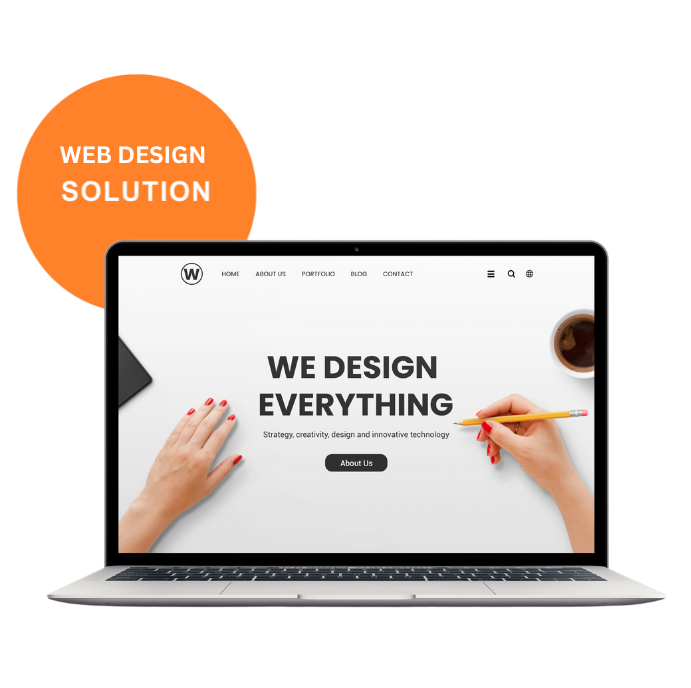 WEB DESIGN
SOLUTION
W HOME ABOUT US PORTFOLIO BLOG CONTACT
WE DESIGN
EVERYTHING
Strategy, creativity, design and innovative technology
About Us